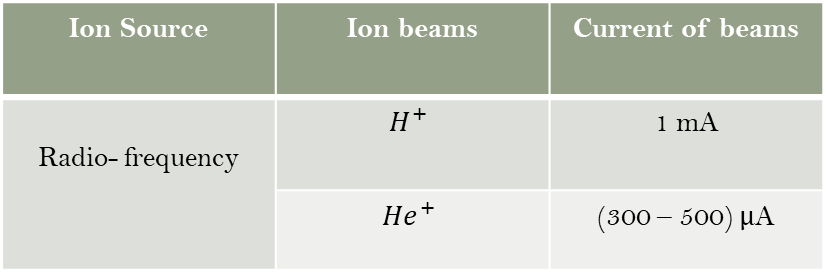 Ion Source
Ion beams
Current of beams
Radio- frequency
H⁺
1 mA
He⁺
(300 – 500) µA